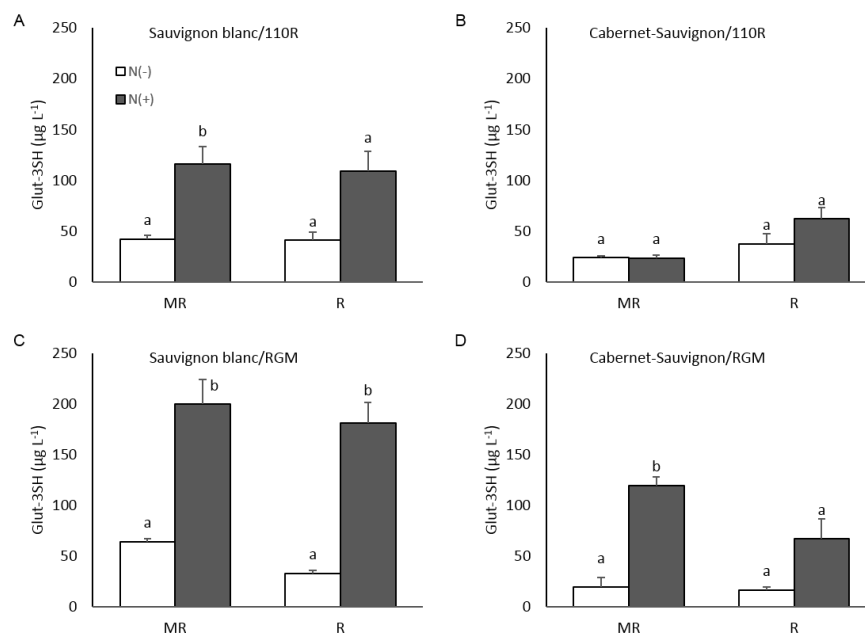 A
Sauvignon blanc/110R
Glut-3SH (µg L-1)
250
200
150
100
50
0
N(-)
N(+)
a
b
a
a
MR
R
B
Cabernet-Sauvignon/110R
Glut-3SH (µg L-1)
250
200
150
100
50
0
a
a
a
a
MR
R
C
Sauvignon blanc/RGM
Glut-3SH (µg L-1)
250
200
150
100
50
0
a
b
a
b
MR
R
D
Cabernet-Sauvignon/RGM
Glut-3SH (µg L-1)
250
200
150
100
50
0
a
b
a
a
MR
R